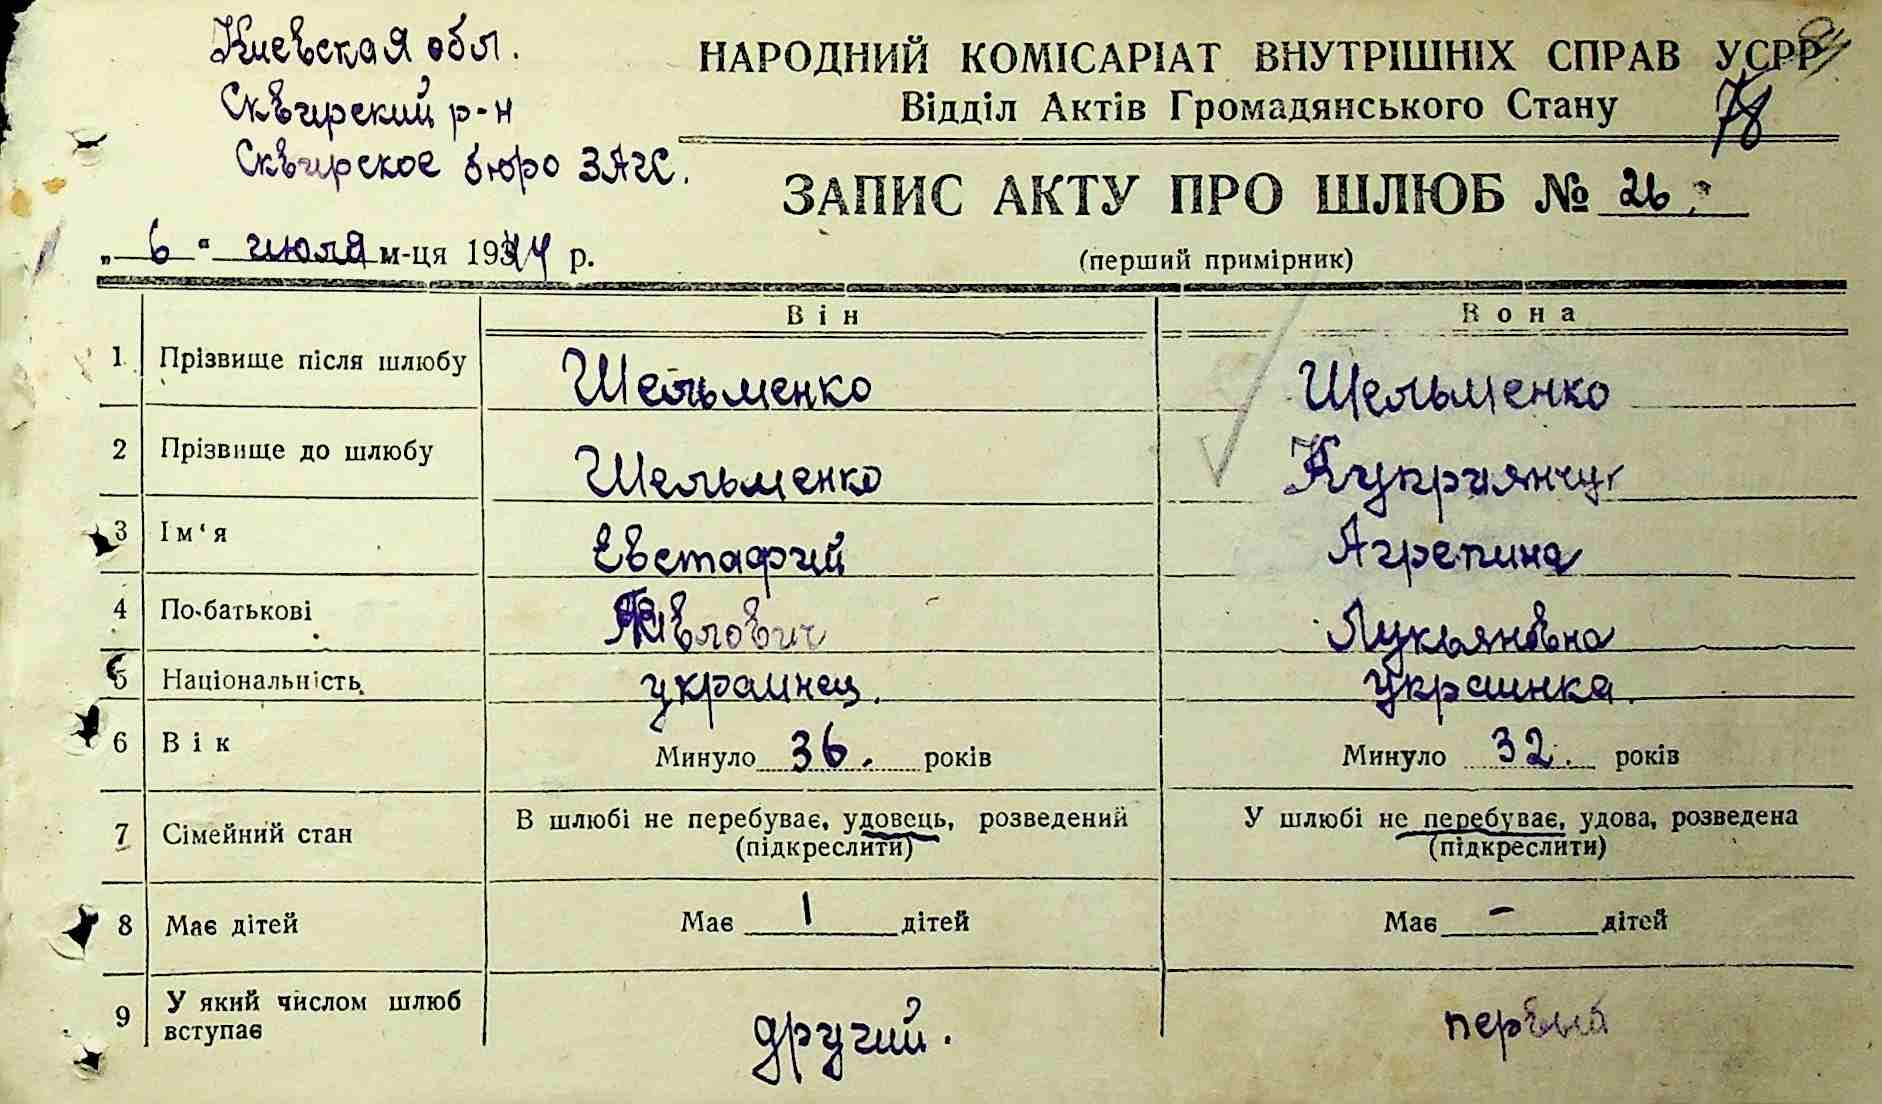 Киевская обл.
Сквирский р-н
Сквирское бюро ЗАГС.
НАРОДНИЙ КОМІСАРІАТ ВНУТРІШНІХ СПРАВ УСРР
Відділ Актів Громадянського Стану
78
ЗАПИС АКТУ ПРО ШЛЮБ № 26.
„ 6 " июля м-ця 1944 р.
(перший примірник)
Він Вона
1 Прізвище після шлюбу Шельменко Шельменко
2 Прізвище до шлюбу Шельменко Куприянчук
3 Ім'я Евстафий Агрепина
4 По-батькові Павлович Лукьяновна
5 Національність украинец. украинка.
6 Вік Минуло 36. років Минуло 32. років
7 Сімейний стан В шлюбі не перебуває, удовець, розведений У шлюбі не перебуває, удова, розведена
(підкреслити) (підкреслити)
8 Має дітей Має 1 дітей Має - дітей
9 У який числом шлюб вступає другий. первый